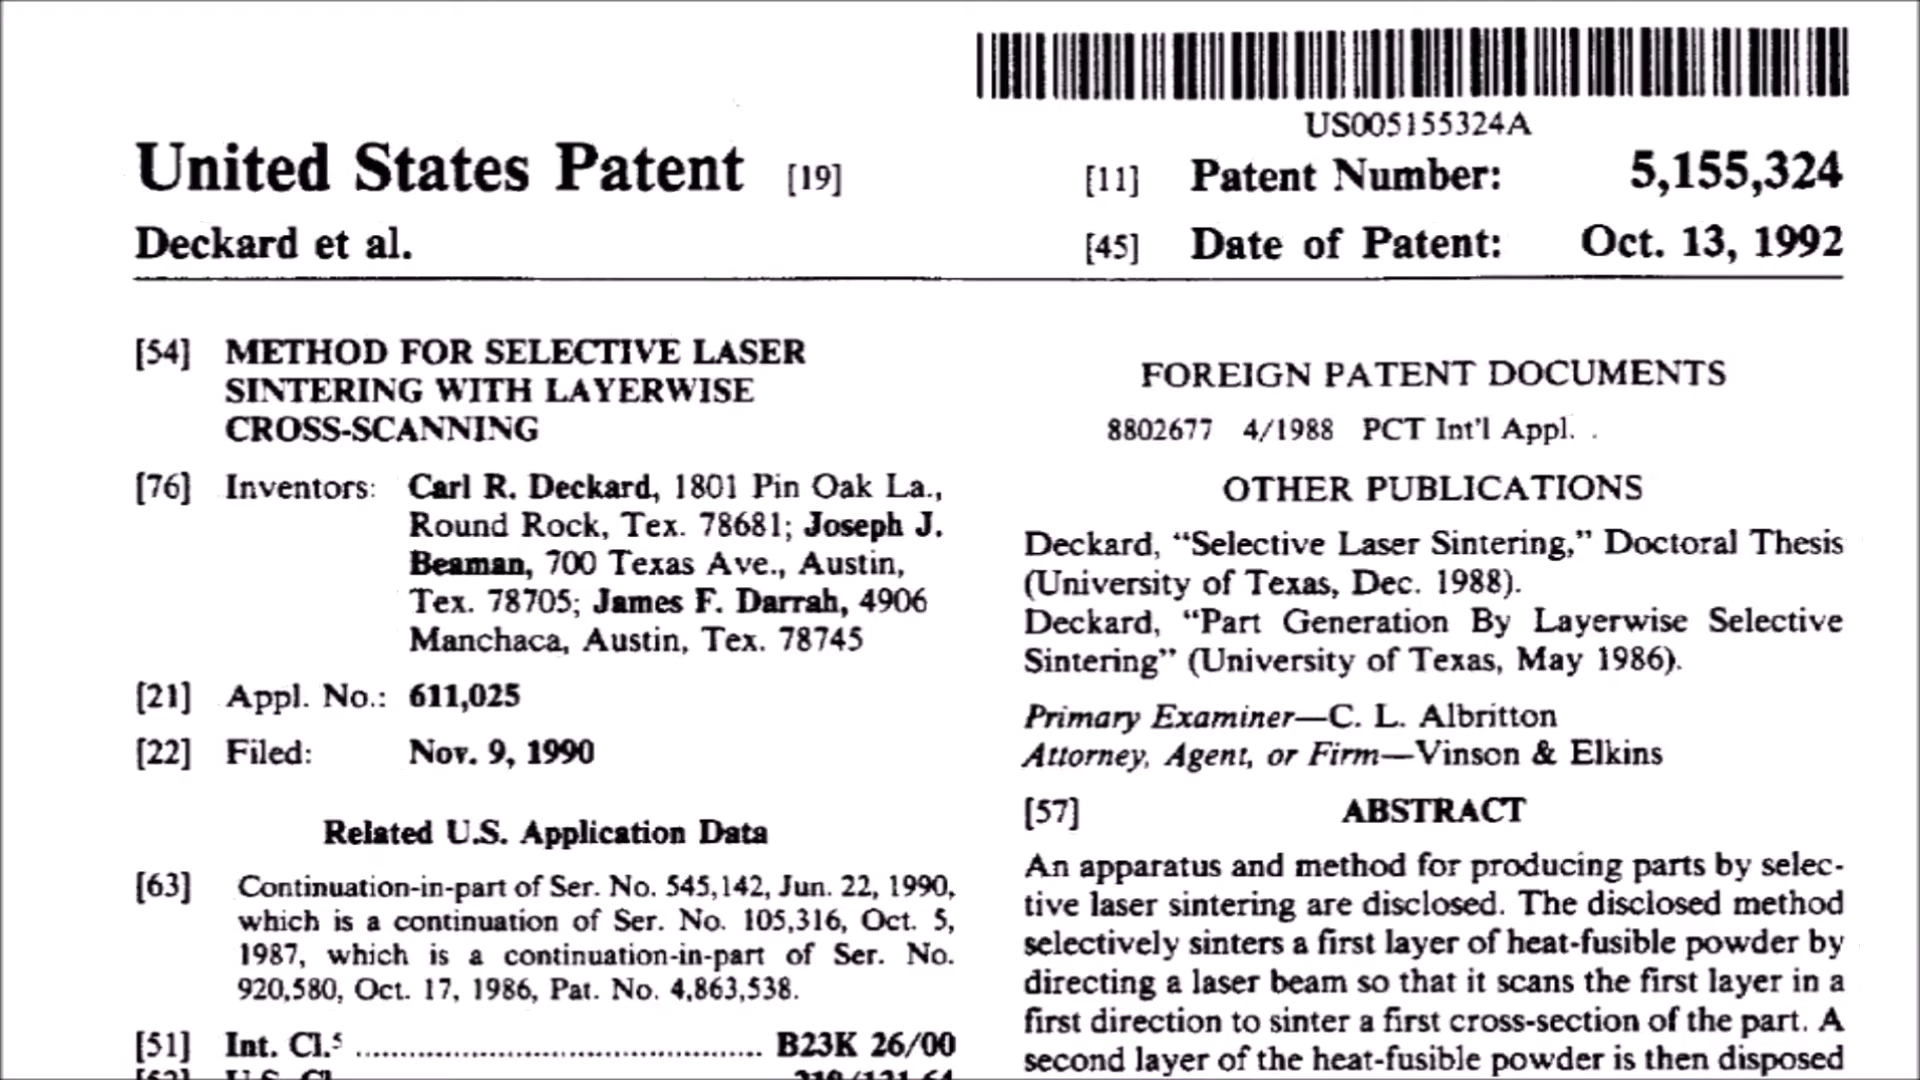 US005155324A
United States Patent [19]
Deckard et al.
[11] Patent Number: 5,155,324
[45] Date of Patent: Oct. 13, 1992
[54] METHOD FOR SELECTIVE LASER
SINTERING WITH LAYERWISE
CROSS-SCANNING
[76] Inventors: Carl R. Deckard, 1801 Pin Oak La.,
Round Rock, Tex. 78681; Joseph J.
Beaman, 700 Texas Ave., Austin,
Tex. 78705; James F. Darrah, 4906
Manchaca, Austin, Tex. 78745
[21] Appl. No.: 611,025
[22] Filed: Nov. 9, 1990
Related U.S. Application Data
[63] Continuation-in-part of Ser. No. 545,142, Jun. 22, 1990,
which is a continuation of Ser. No. 105,316, Oct. 5,
1987, which is a continuation-in-part of Ser. No.
920,580, Oct. 17, 1986, Pat. No. 4,863,538.
[51] Int. Cl.⁵ ........................................ B23K 26/00
FOREIGN PATENT DOCUMENTS
8802677 4/1988 PCT Int'l Appl. .
OTHER PUBLICATIONS
Deckard, "Selective Laser Sintering," Doctoral Thesis
(University of Texas, Dec. 1988).
Deckard, "Part Generation By Layerwise Selective
Sintering" (University of Texas, May 1986).
Primary Examiner—C. L. Albritton
Attorney, Agent, or Firm—Vinson & Elkins
[57] ABSTRACT
An apparatus and method for producing parts by selec-
tive laser sintering are disclosed. The disclosed method
selectively sinters a first layer of heat-fusible powder by
directing a laser beam so that it scans the first layer in a
first direction to sinter a first cross-section of the part. A
second layer of the heat-fusible powder is then disposed